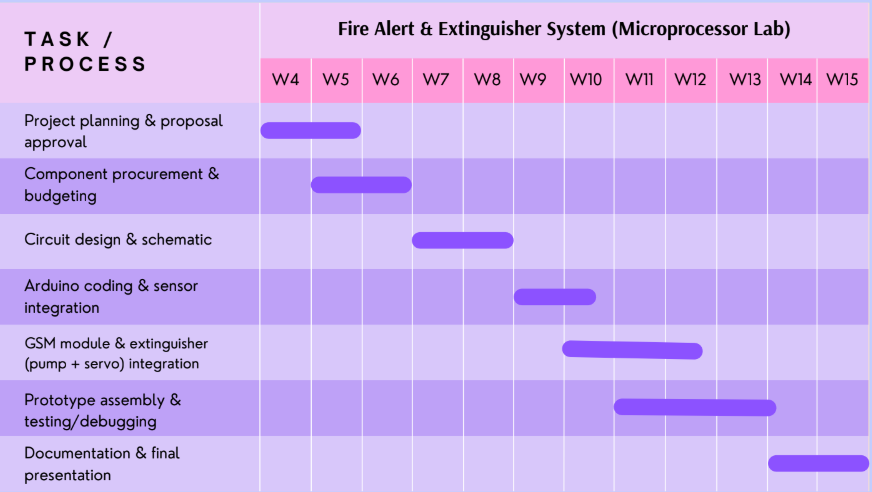 TASK /
PROCESS
Fire Alert & Extinguisher System (Microprocessor Lab)
W4 W5 W6 W7 W8 W9 W10 W11 W12 W13 W14 W15
Project planning & proposal
approval
Component procurement &
budgeting
Circuit design & schematic
Arduino coding & sensor
integration
GSM module & extinguisher
(pump + servo) integration
Prototype assembly &
testing/debugging
Documentation & final
presentation